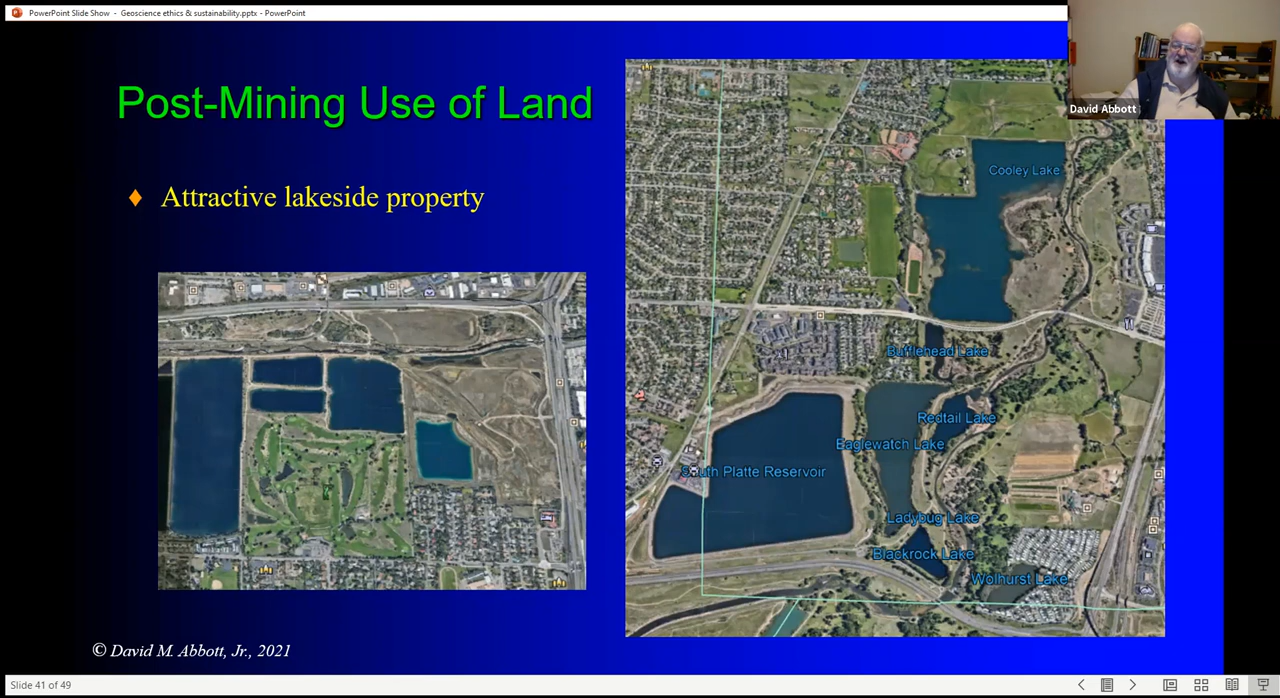 PowerPoint Slide Show - Geoscience ethics & sustainability.pptx - PowerPoint
David Abbott
Post-Mining Use of Land
Attractive lakeside property
Cooley Lake
Bufflehead Lake
Redtail Lake
Eaglewatch Lake
South Platte Reservoir
Ladybug Lake
Blackrock Lake
Wolhurst Lake
© David M. Abbott, Jr., 2021
Slide 41 of 49